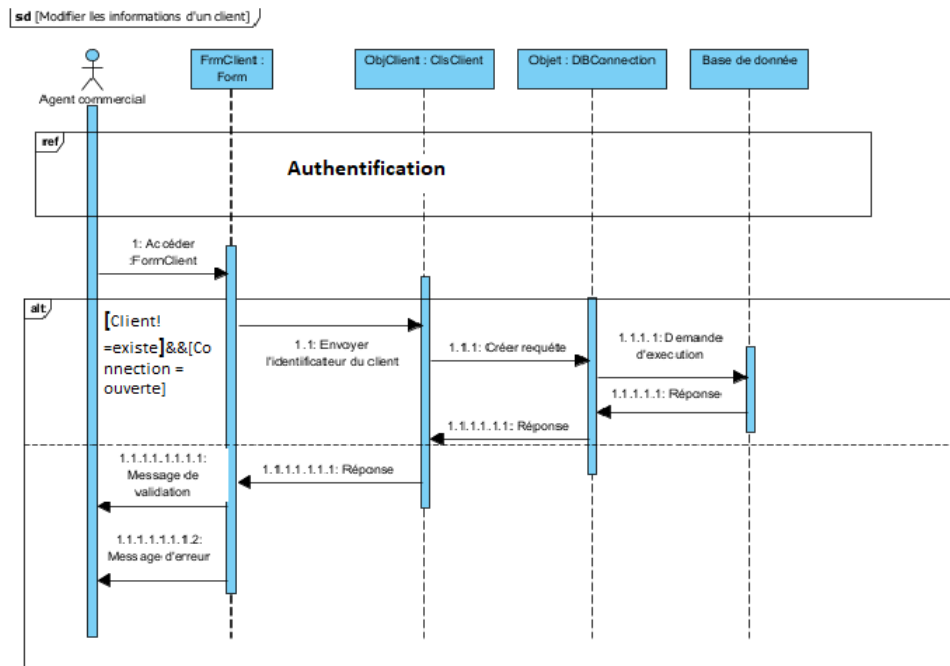 sd [Modifier les informations d'un client]
FrmClient :
Form
ObjClient : ClsClient
Objet : DBConnection
Base de donnée
Agent commercial
ref
Authentification
1: Accéder
:FormClient
alt
[Client!
=existe]&&[Co
nnection =
ouverte]
1.1: Envoyer
l'identificateur du client
1.1.1: Créer requête
1.1.1.1: Demande
d'execution
1.1.1.1.1: Réponse
1.1.1.1.1.1: Réponse
1.1.1.1.1.1.1: Réponse
1.1.1.1.1.1.1.1:
Message de
validation
1.1.1.1.1.1.1.2:
Message d'erreur